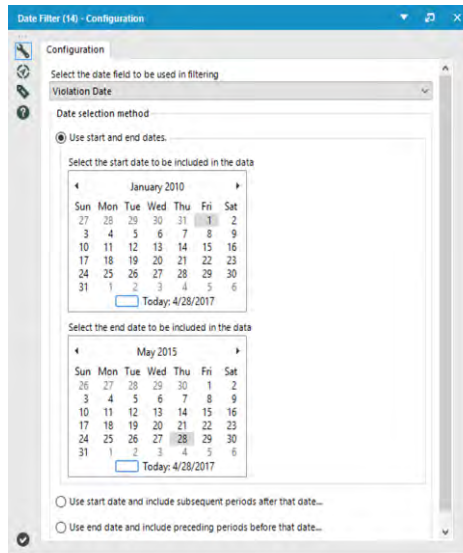 Date Filter (14) - Configuration
Configuration
Select the date field to be used in filtering
Violation Date
Date selection method
Use start and end dates.
Select the start date to be included in the data
January 2010
Sun Mon Tue Wed Thu Fri Sat
27 28 29 30 31 1 2
3 4 5 6 7 8 9
10 11 12 13 14 15 16
17 18 19 20 21 22 23
24 25 26 27 28 29 30
31 1 2 3 4 5 6
Today: 4/28/2017
Select the end date to be included in the data
May 2015
Sun Mon Tue Wed Thu Fri Sat
26 27 28 29 30 1 2
3 4 5 6 7 8 9
10 11 12 13 14 15 16
17 18 19 20 21 22 23
24 25 26 27 28 29 30
31 1 2 3 4 5 6
Today: 4/28/2017
Use start date and include subsequent periods after that date...
Use end date and include preceding periods before that date...